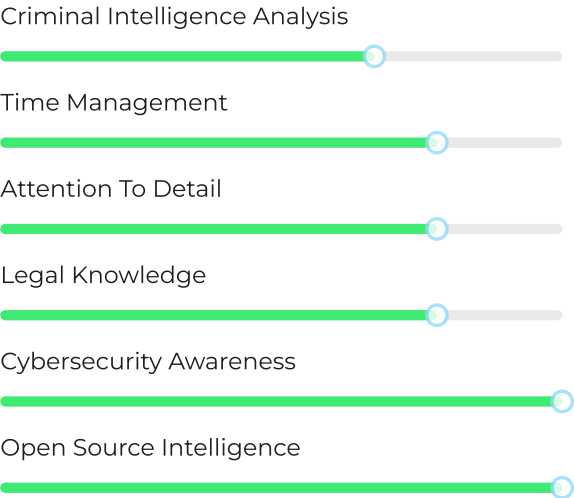 Criminal Intelligence Analysis
Time Management
Attention To Detail
Legal Knowledge
Cybersecurity Awareness
Open Source Intelligence